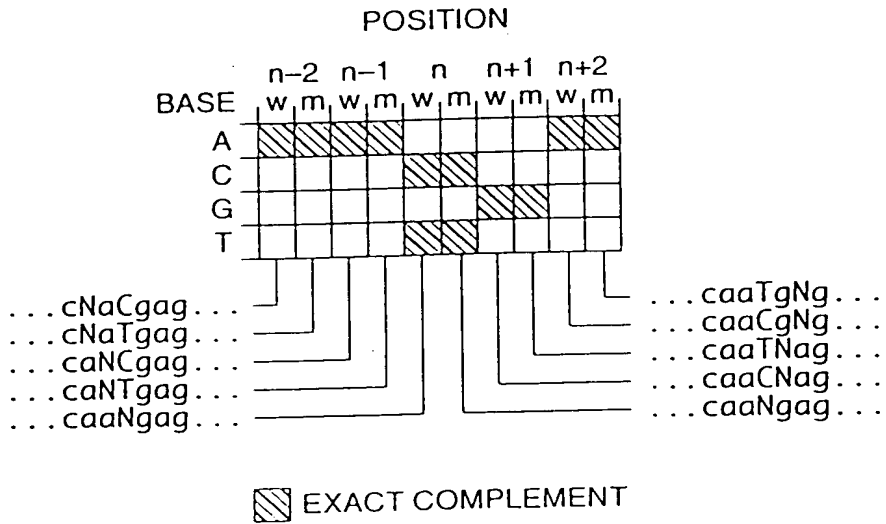 POSITION
n-2 n-1 n n+1 n+2
BASE w m w m w m w m w m
A
C
G
T
...cNaCgag...
...cNaTgag...
...caNCgag...
...caNTgag...
...caaNgag...
...caaTgNg...
...caaCgNg...
...caaTNag...
...caaCNag...
...caaNgag...
EXACT COMPLEMENT